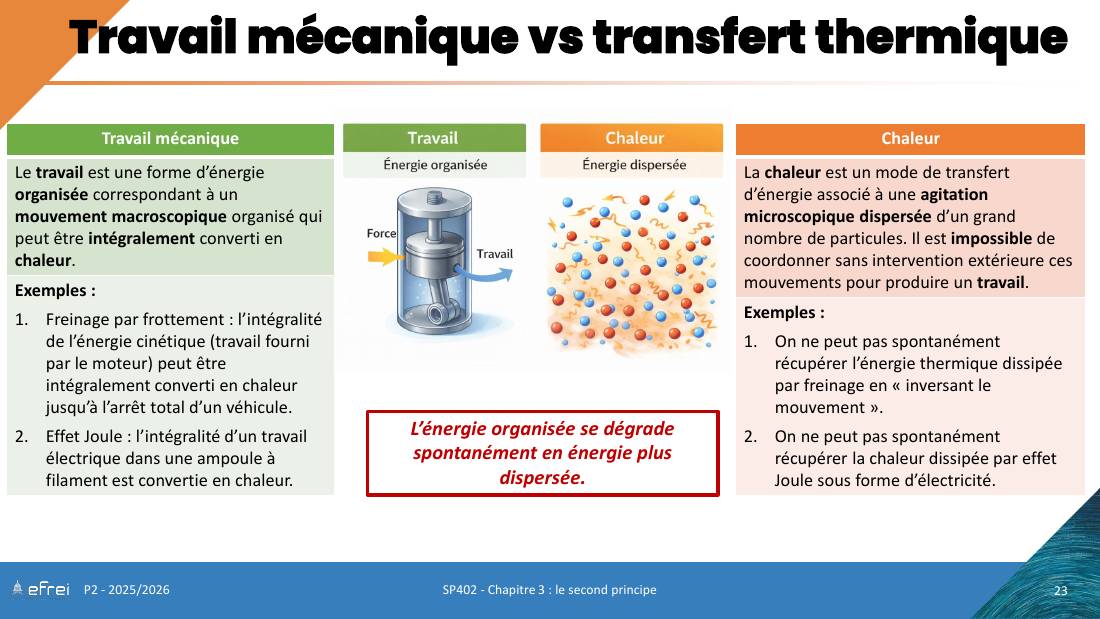 Travail mécanique vs transfert thermique
Travail mécanique
Le travail est une forme d'énergie
organisée correspondant à un
mouvement macroscopique organisé qui
peut être intégralement converti en
chaleur.
Exemples :
1. Freinage par frottement : l'intégralité
de l'énergie cinétique (travail fourni
par le moteur) peut être
intégralement converti en chaleur
jusqu'à l'arrêt total d'un véhicule.
2. Effet Joule : l'intégralité d'un travail
électrique dans une ampoule à
filament est convertie en chaleur.
Travail
Énergie organisée
Force
Travail
Chaleur
Énergie dispersée
L'énergie organisée se dégrade
spontanément en énergie plus
dispersée.
Chaleur
La chaleur est un mode de transfert
d'énergie associé à une agitation
microscopique dispersée d'un grand
nombre de particules. Il est impossible de
coordonner sans intervention extérieure ces
mouvements pour produire un travail.
Exemples :
1. On ne peut pas spontanément
récupérer l'énergie thermique dissipée
par freinage en « inversant le
mouvement ».
2. On ne peut pas spontanément
récupérer la chaleur dissipée par effet
Joule sous forme d'électricité.
efrei
P2 - 2025/2026
SP402 - Chapitre 3 : le second principe
23